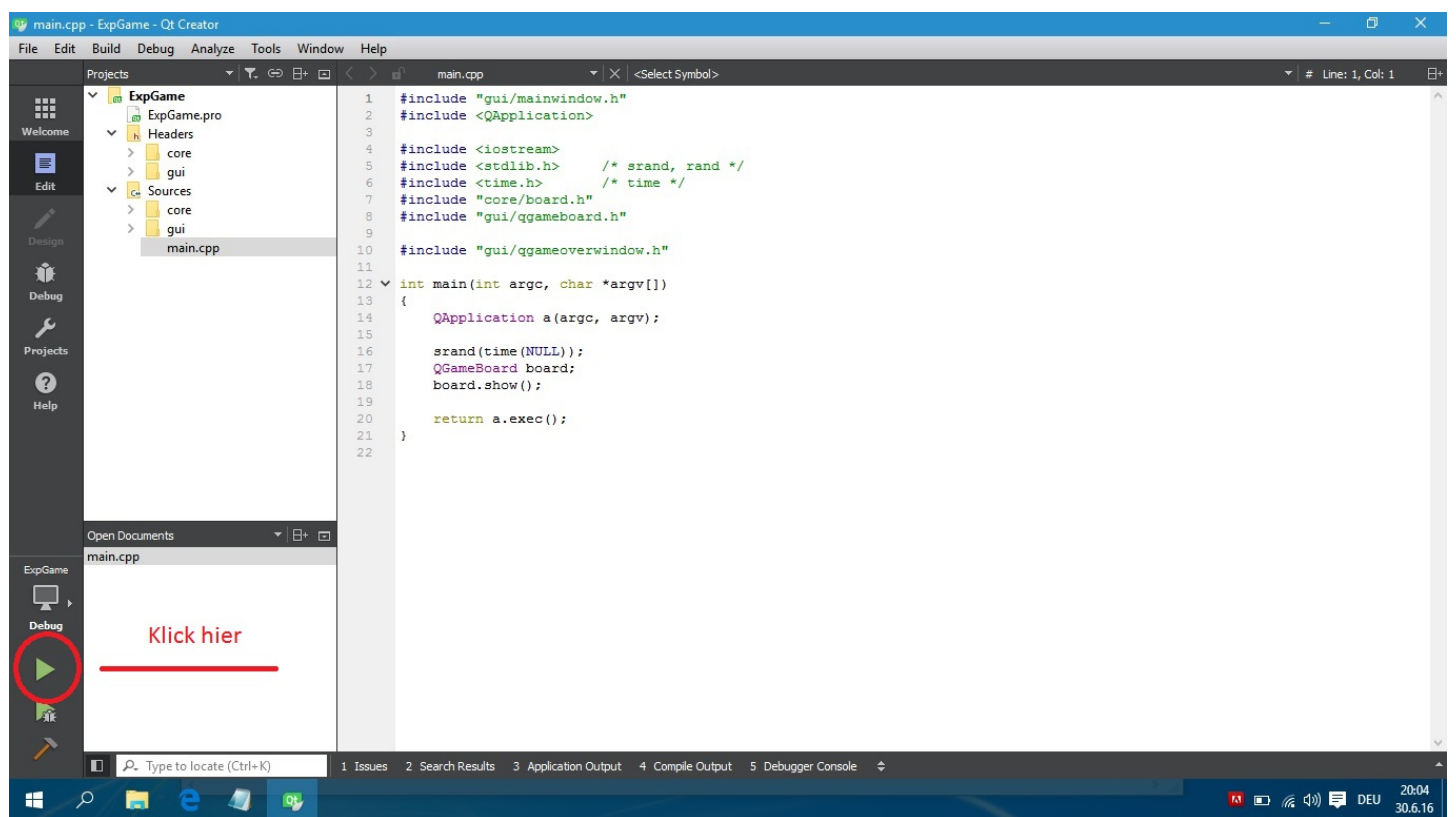 main.cpp - ExpGame - Qt Creator
File Edit Build Debug Analyze Tools Window Help
Projects
main.cpp
<Select Symbol>
# Line: 1, Col: 1
Welcome
Edit
Design
Debug
Projects
Help
ExpGame
ExpGame.pro
Headers
core
gui
Sources
core
gui
main.cpp
1 #include "gui/mainwindow.h"
2 #include <QApplication>
3
4 #include <iostream>
5 #include <stdlib.h>     /* srand, rand */
6 #include <time.h>       /* time */
7 #include "core/board.h"
8 #include "gui/qgameboard.h"
9
10 #include "gui/qgameoverwindow.h"
11
12 int main(int argc, char *argv[])
13 {
14     QApplication a(argc, argv);
15
16     srand(time(NULL));
17     QGameBoard board;
18     board.show();
19
20     return a.exec();
21 }
22
Open Documents
main.cpp
ExpGame
Debug
Klick hier
Type to locate (Ctrl+K)
1 Issues 2 Search Results 3 Application Output 4 Compile Output 5 Debugger Console
DEU
20:04
30.6.16